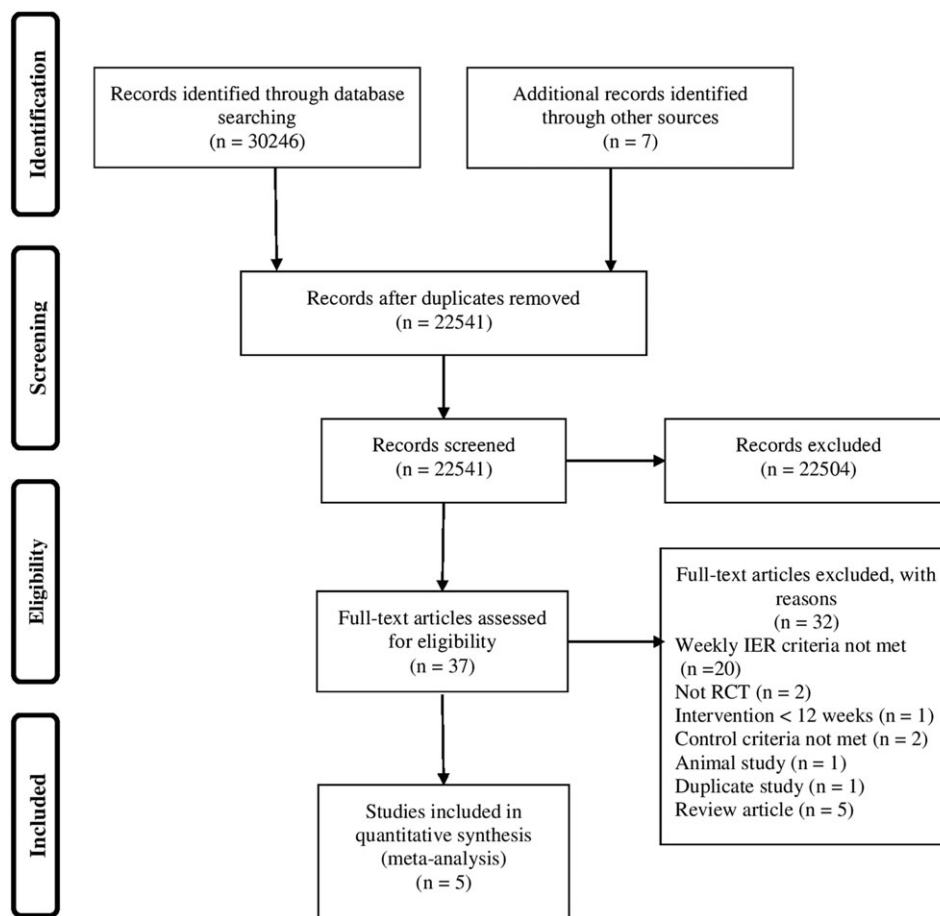 Identification
Records identified through database
searching
(n = 30246)
Additional records identified
through other sources
(n = 7)
Screening
Records after duplicates removed
(n = 22541)
Records screened
(n = 22541)
Records excluded
(n = 22504)
Eligibility
Full-text articles assessed
for eligibility
(n = 37)
Full-text articles excluded, with
reasons
(n = 32)
Weekly IER criteria not met
(n =20)
Not RCT (n = 2)
Intervention < 12 weeks (n = 1)
Control criteria not met (n = 2)
Animal study (n = 1)
Duplicate study (n = 1)
Review article (n = 5)
Included
Studies included in
quantitative synthesis
(meta-analysis)
(n = 5)